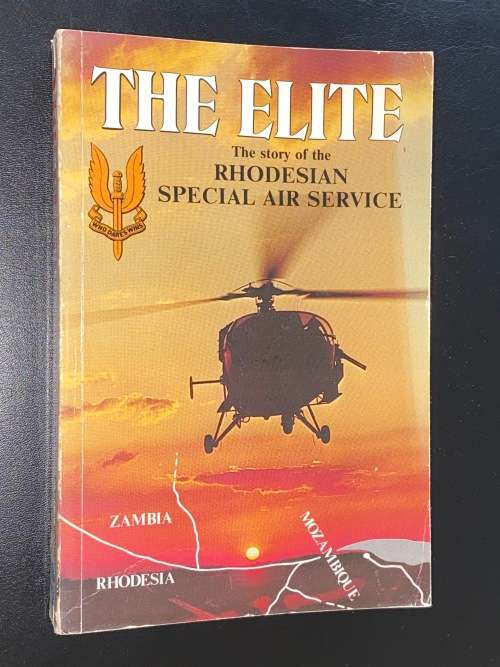 THE ELITE
The story of the
RHODESIAN
SPECIAL AIR SERVICE
WHO DARES WINS
ZAMBIA
MOZAMBIQUE
RHODESIA